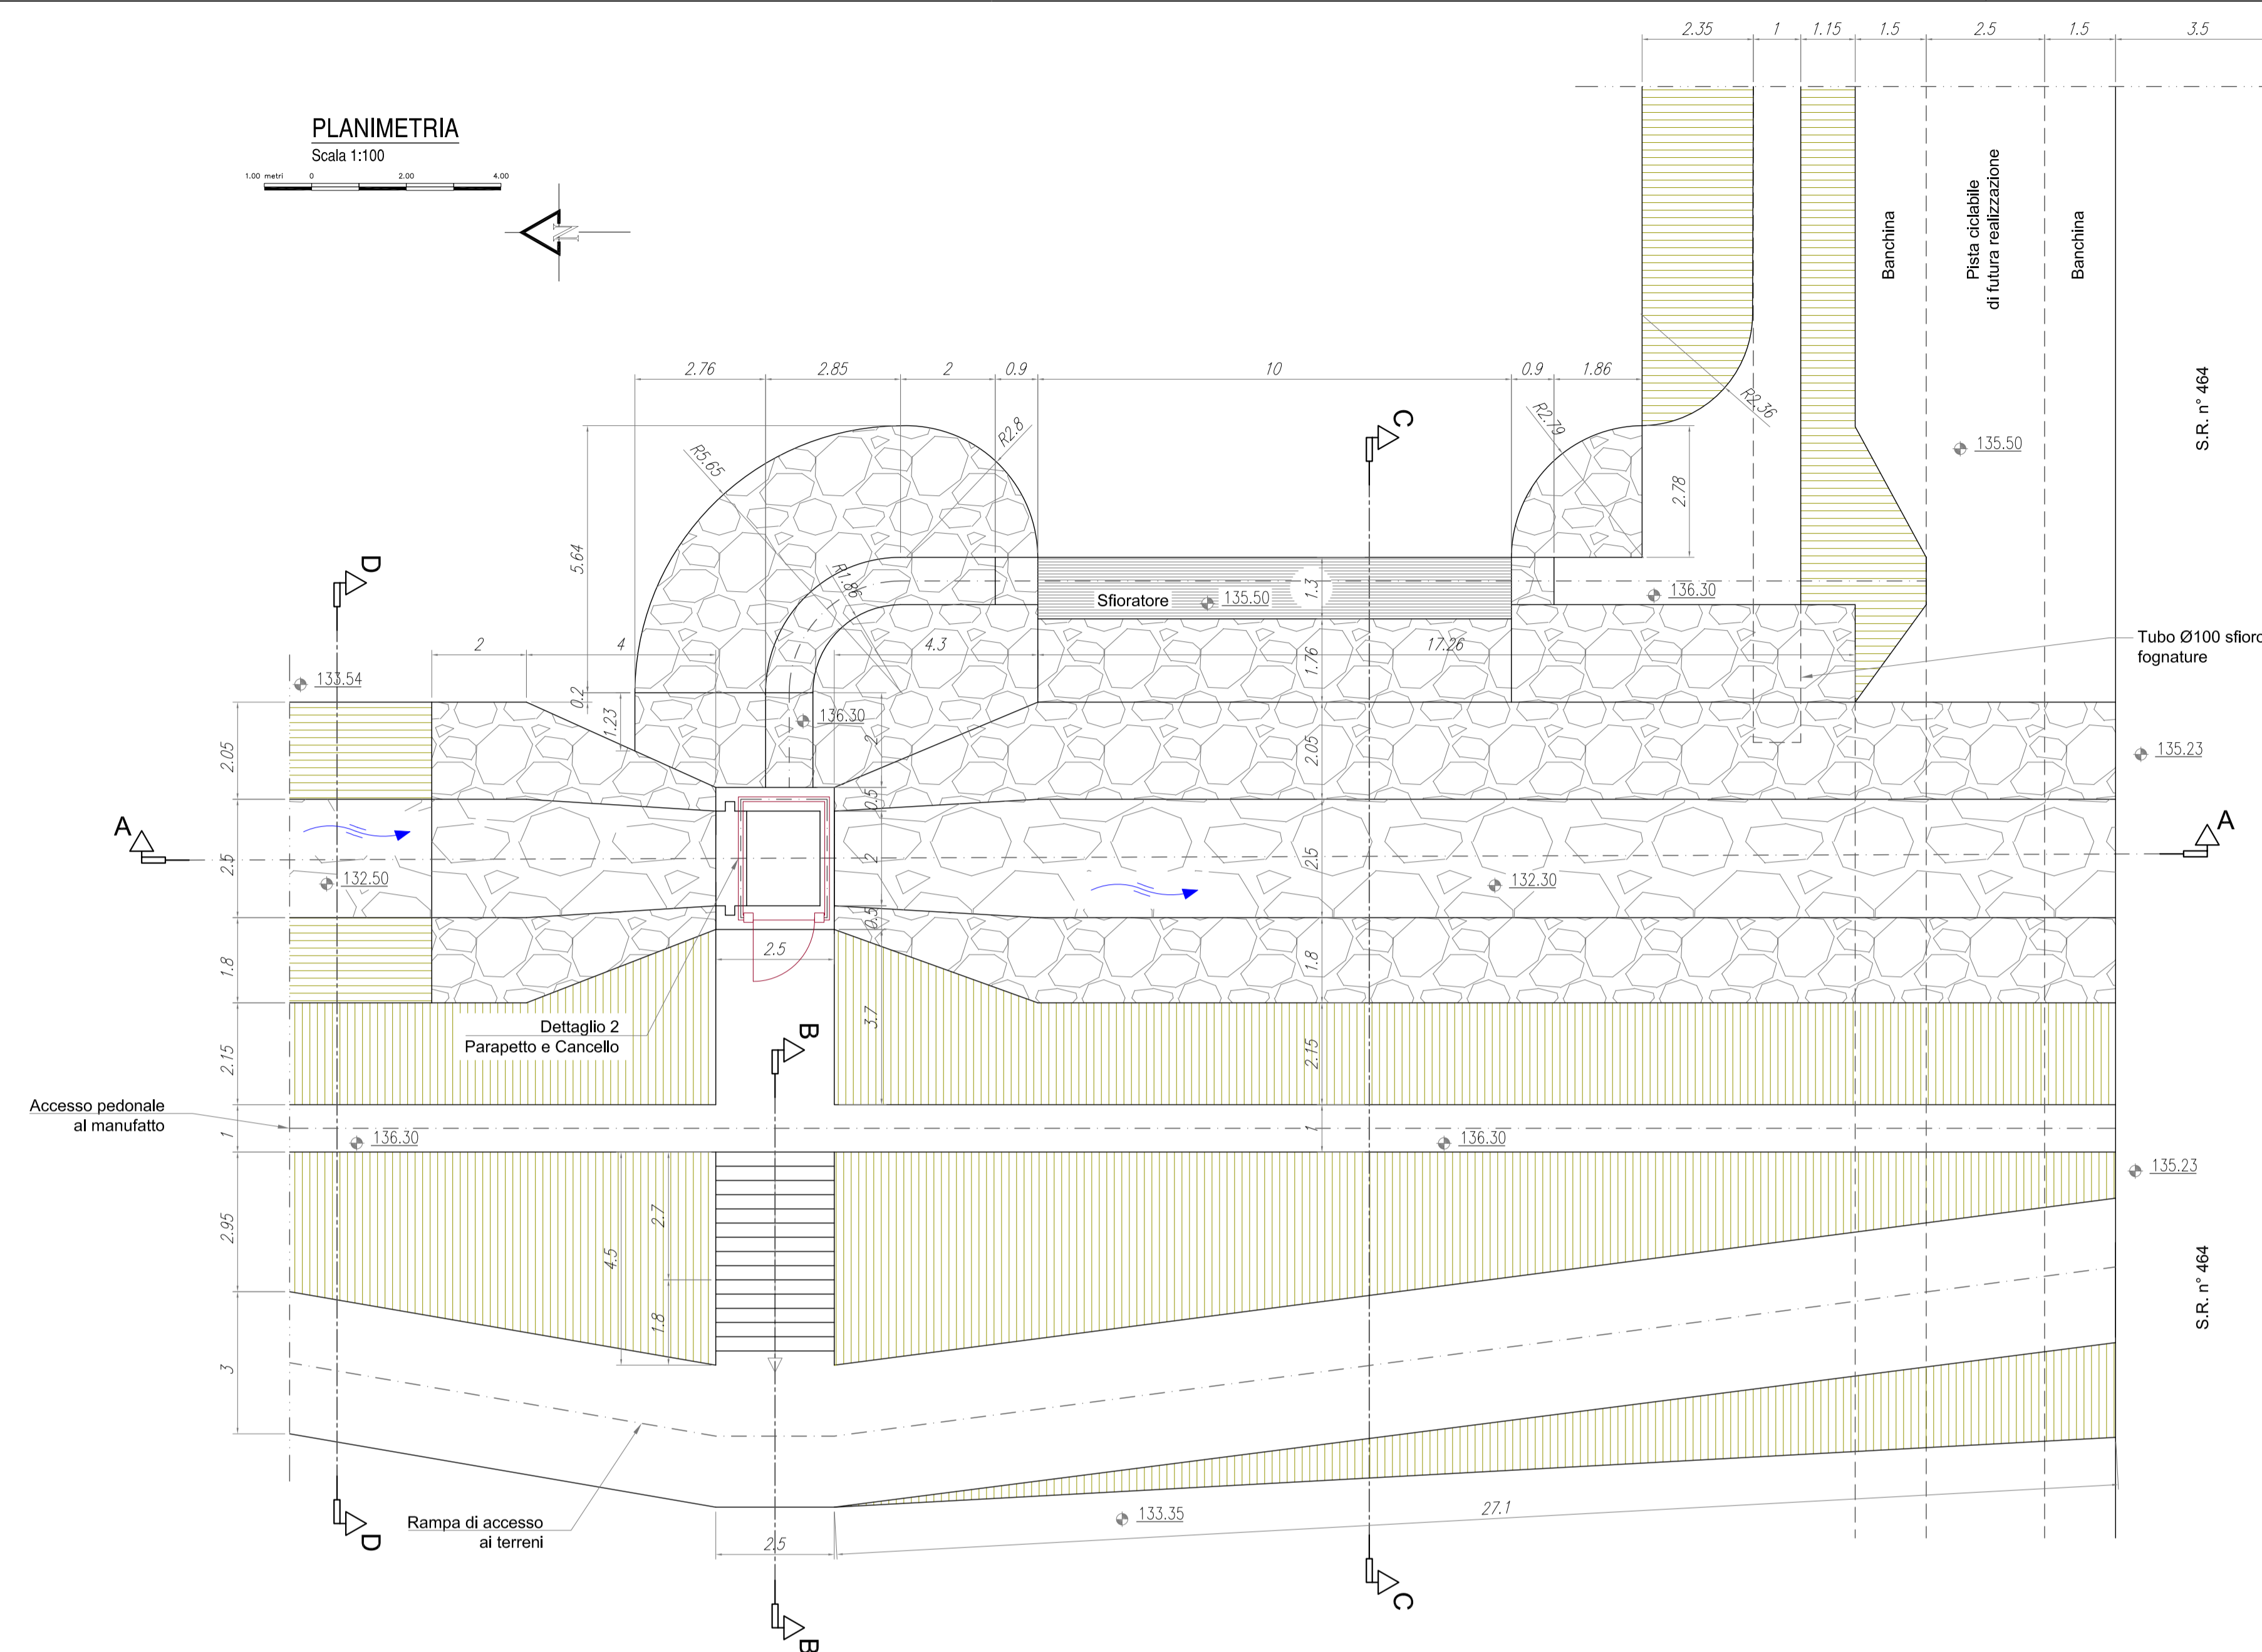 2.35
1
1.15
1.5
2.5
1.5
3.5
PLANIMETRIA
Scala 1:100
1.00 metri
0
2.00
4.00
N
Banchina
Pista ciclabile
di futura realizzazione
Banchina
S.R. n° 464
2.76
2.85
2
0.9
10
0.9
1.86
R2.36
R2.8
R2.79
R5.65
C
135.50
2.78
5.64
D
R1.86
Sfioratore
135.50
1.3
136.30
2
4
4.3
1.76
17.26
Tubo Ø100 sfioro
fognature
133.54
0.2
1.23
136.30
2
2.05
2.05
135.23
0.5
A
A
2.5
132.50
2
2.5
132.30
0.5
1.8
2.5
1.8
Dettaglio 2
Parapetto e Cancello
3.7
B
2.15
2.15
Accesso pedonale
al manufatto
1
136.30
136.30
1
135.23
2.95
2.7
4.5
1.8
S.R. n° 464
3
Rampa di accesso
ai terreni
133.35
27.1
2.5
D
C
B